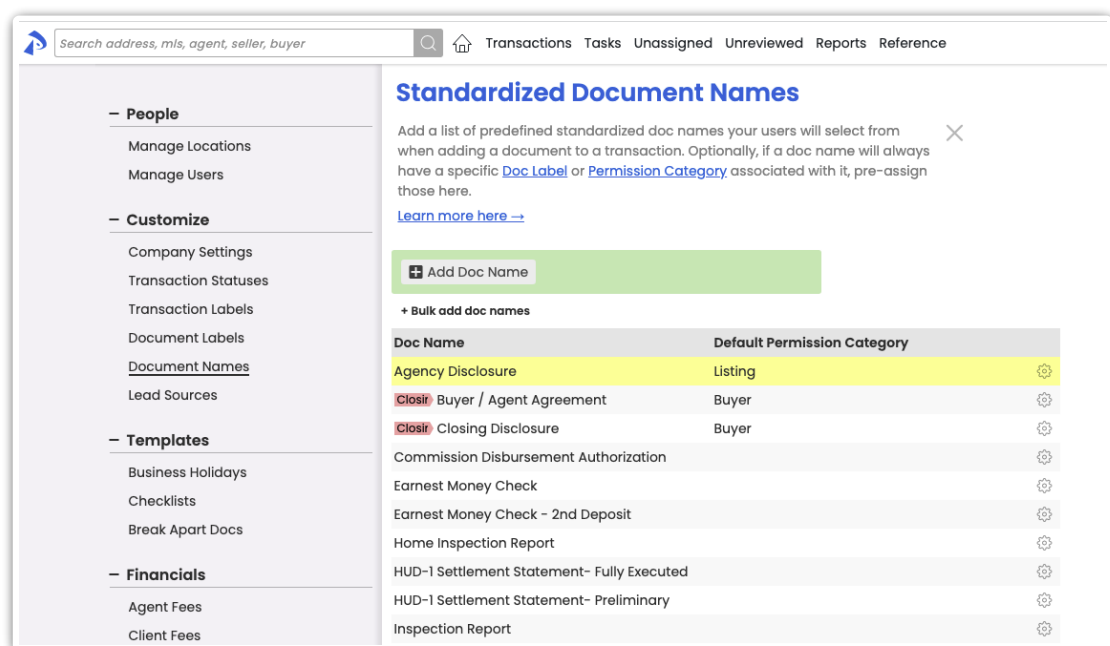 Search address, mls, agent, seller, buyer
Transactions Tasks Unassigned Unreviewed Reports Reference
− People
Manage Locations
Manage Users
− Customize
Company Settings
Transaction Statuses
Transaction Labels
Document Labels
Document Names
Lead Sources
− Templates
Business Holidays
Checklists
Break Apart Docs
− Financials
Agent Fees
Client Fees
Standardized Document Names
Add a list of predefined standardized doc names your users will select from
when adding a document to a transaction. Optionally, if a doc name will always
have a specific Doc Label or Permission Category associated with it, pre-assign
those here.
Learn more here →
Add Doc Name
+ Bulk add doc names
Doc Name Default Permission Category
Agency Disclosure Listing
Closir Buyer / Agent Agreement Buyer
Closir Closing Disclosure Buyer
Commission Disbursement Authorization
Earnest Money Check
Earnest Money Check - 2nd Deposit
Home Inspection Report
HUD-1 Settlement Statement- Fully Executed
HUD-1 Settlement Statement- Preliminary
Inspection Report